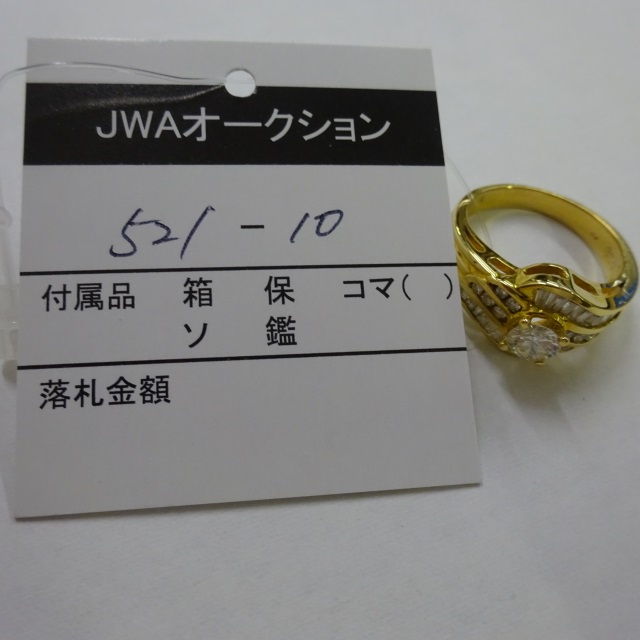 JWAオークション
521-10
付属品 箱 保 コマ( )
ソ 鑑
落札金額